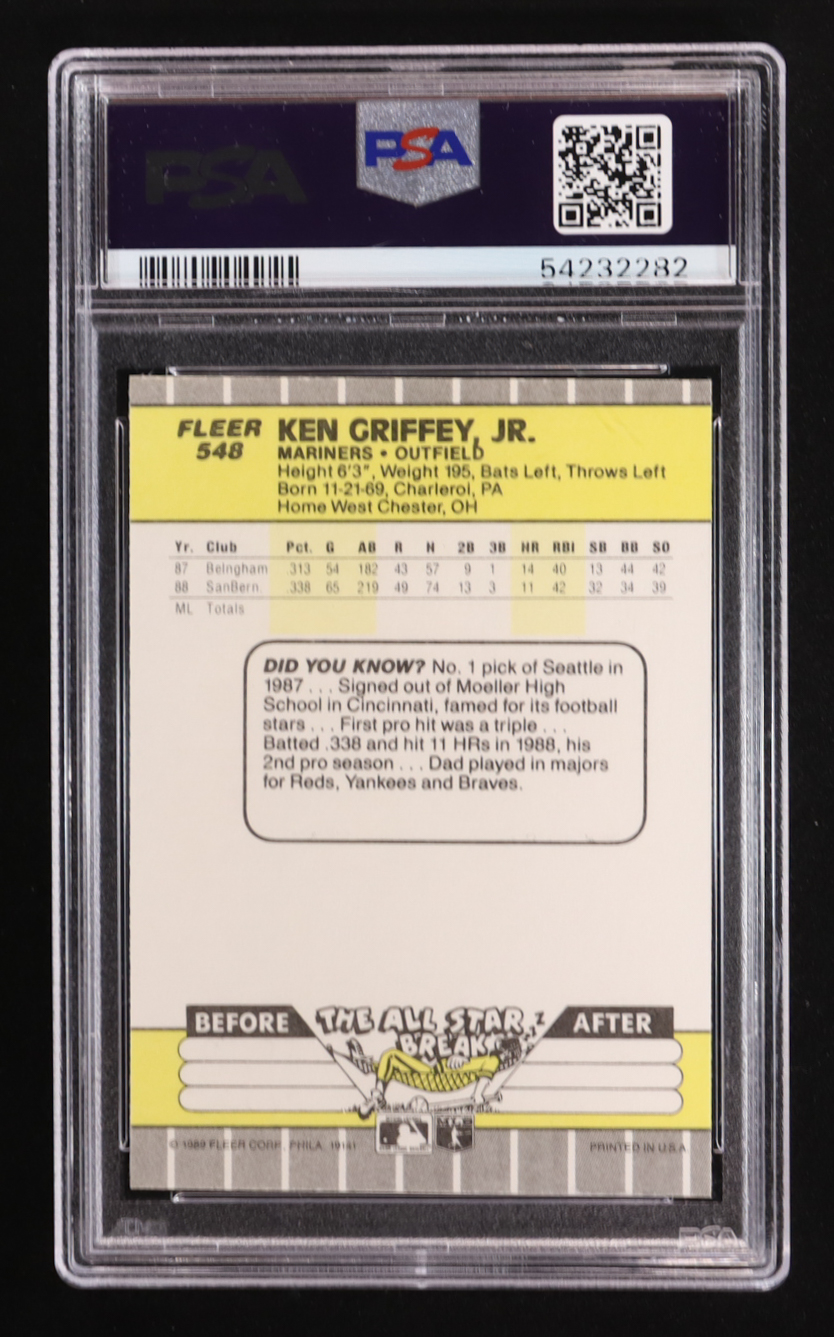 PSA
PSA
54232282
FLEER 548
KEN GRIFFEY, JR.
MARINERS • OUTFIELD
Height 6'3", Weight 195, Bats Left, Throws Left
Born 11-21-69, Charleroi, PA
Home West Chester, OH
Yr. Club Pct. G AB R H 2B 3B HR RBI SB BB SO
87 Belngham .313 54 182 43 57 9 1 14 40 13 44 42
88 SanBern. .338 65 219 49 74 13 3 11 42 32 34 39
ML Totals
DID YOU KNOW? No. 1 pick of Seattle in
1987 . . . Signed out of Moeller High
School in Cincinnati, famed for its football
stars . . . First pro hit was a triple . . .
Batted .338 and hit 11 HRs in 1988, his
2nd pro season . . . Dad played in majors
for Reds, Yankees and Braves.
BEFORE THE ALL STAR BREAK AFTER
© 1989 FLEER CORP. PHILA. 19141
PRINTED IN U.S.A.
PSA